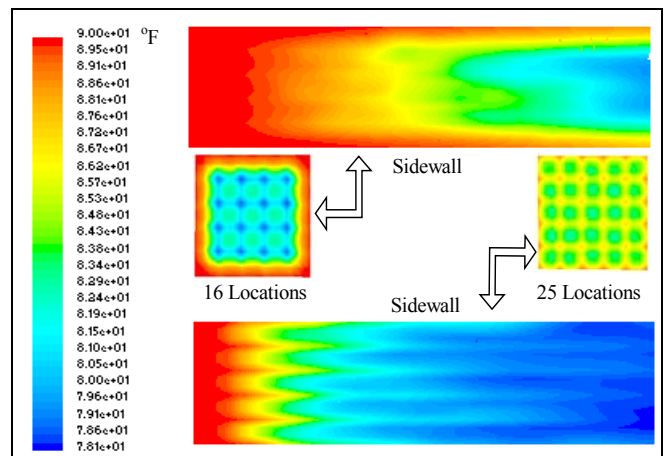 9.00e+01
8.95e+01
8.91e+01
8.86e+01
8.81e+01
8.76e+01
8.72e+01
8.67e+01
8.62e+01
8.57e+01
8.53e+01
8.48e+01
8.43e+01
8.38e+01
8.34e+01
8.29e+01
8.24e+01
8.19e+01
8.15e+01
8.10e+01
8.05e+01
8.00e+01
7.96e+01
7.91e+01
7.86e+01
7.81e+01
°F
Sidewall
16 Locations
25 Locations
Sidewall